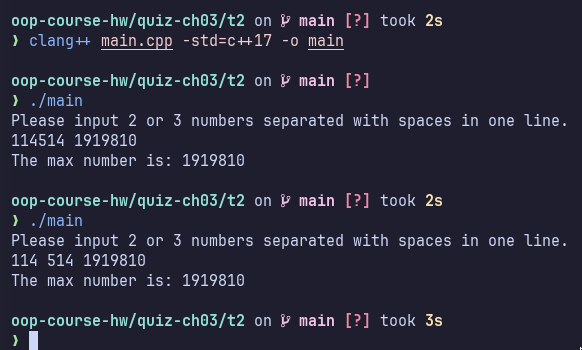 oop-course-hw/quiz-ch03/t2 on  main [?] took 2s
❯ clang++ main.cpp -std=c++17 -o main
oop-course-hw/quiz-ch03/t2 on  main [?]
❯ ./main
Please input 2 or 3 numbers separated with spaces in one line.
114514 1919810
The max number is: 1919810
oop-course-hw/quiz-ch03/t2 on  main [?] took 2s
❯ ./main
Please input 2 or 3 numbers separated with spaces in one line.
114 514 1919810
The max number is: 1919810
oop-course-hw/quiz-ch03/t2 on  main [?] took 3s
❯